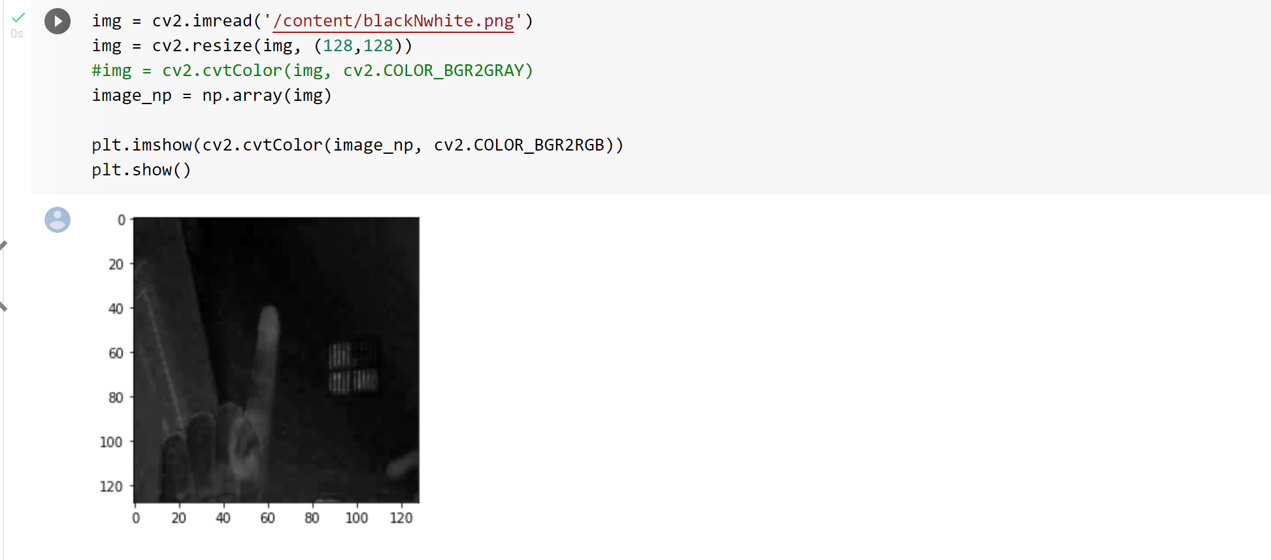 0s
img = cv2.imread('/content/blackNwhite.png')
img = cv2.resize(img, (128,128))
#img = cv2.cvtColor(img, cv2.COLOR_BGR2GRAY)
image_np = np.array(img)
plt.imshow(cv2.cvtColor(image_np, cv2.COLOR_BGR2RGB))
plt.show()
0
20
40
60
80
100
120
0 20 40 60 80 100 120